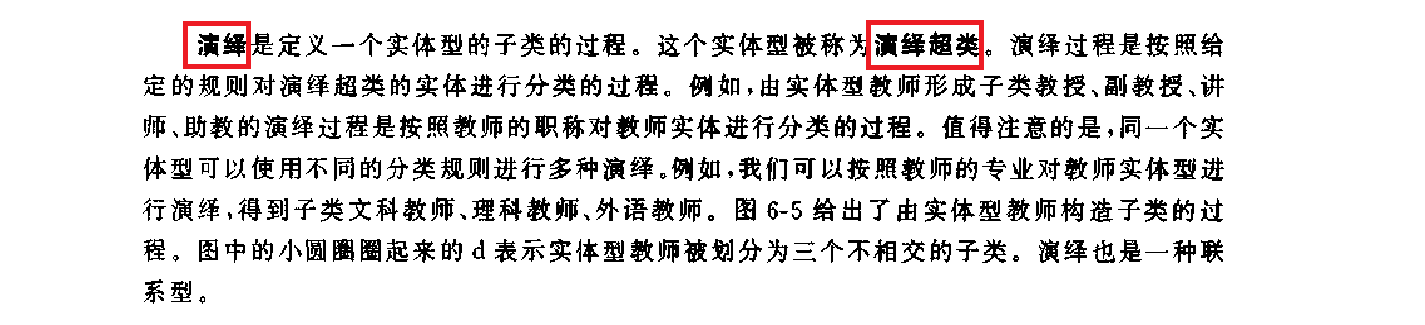 演绎是定义一个实体型的子类的过程。这个实体型被称为演绎超类。演绎过程是按照给
定的规则对演绎超类的实体进行分类的过程。例如,由实体型教师形成子类教授、副教授、讲
师、助教的演绎过程是按照教师的职称对教师实体进行分类的过程。值得注意的是,同一个实
体型可以使用不同的分类规则进行多种演绎。例如,我们可以按照教师的专业对教师实体型进
行演绎,得到子类文科教师、理科教师、外语教师。图 6-5 给出了由实体型教师构造子类的过
程。图中的小圆圈圈起来的 d 表示实体型教师被划分为三个不相交的子类。演绎也是一种联
系型。